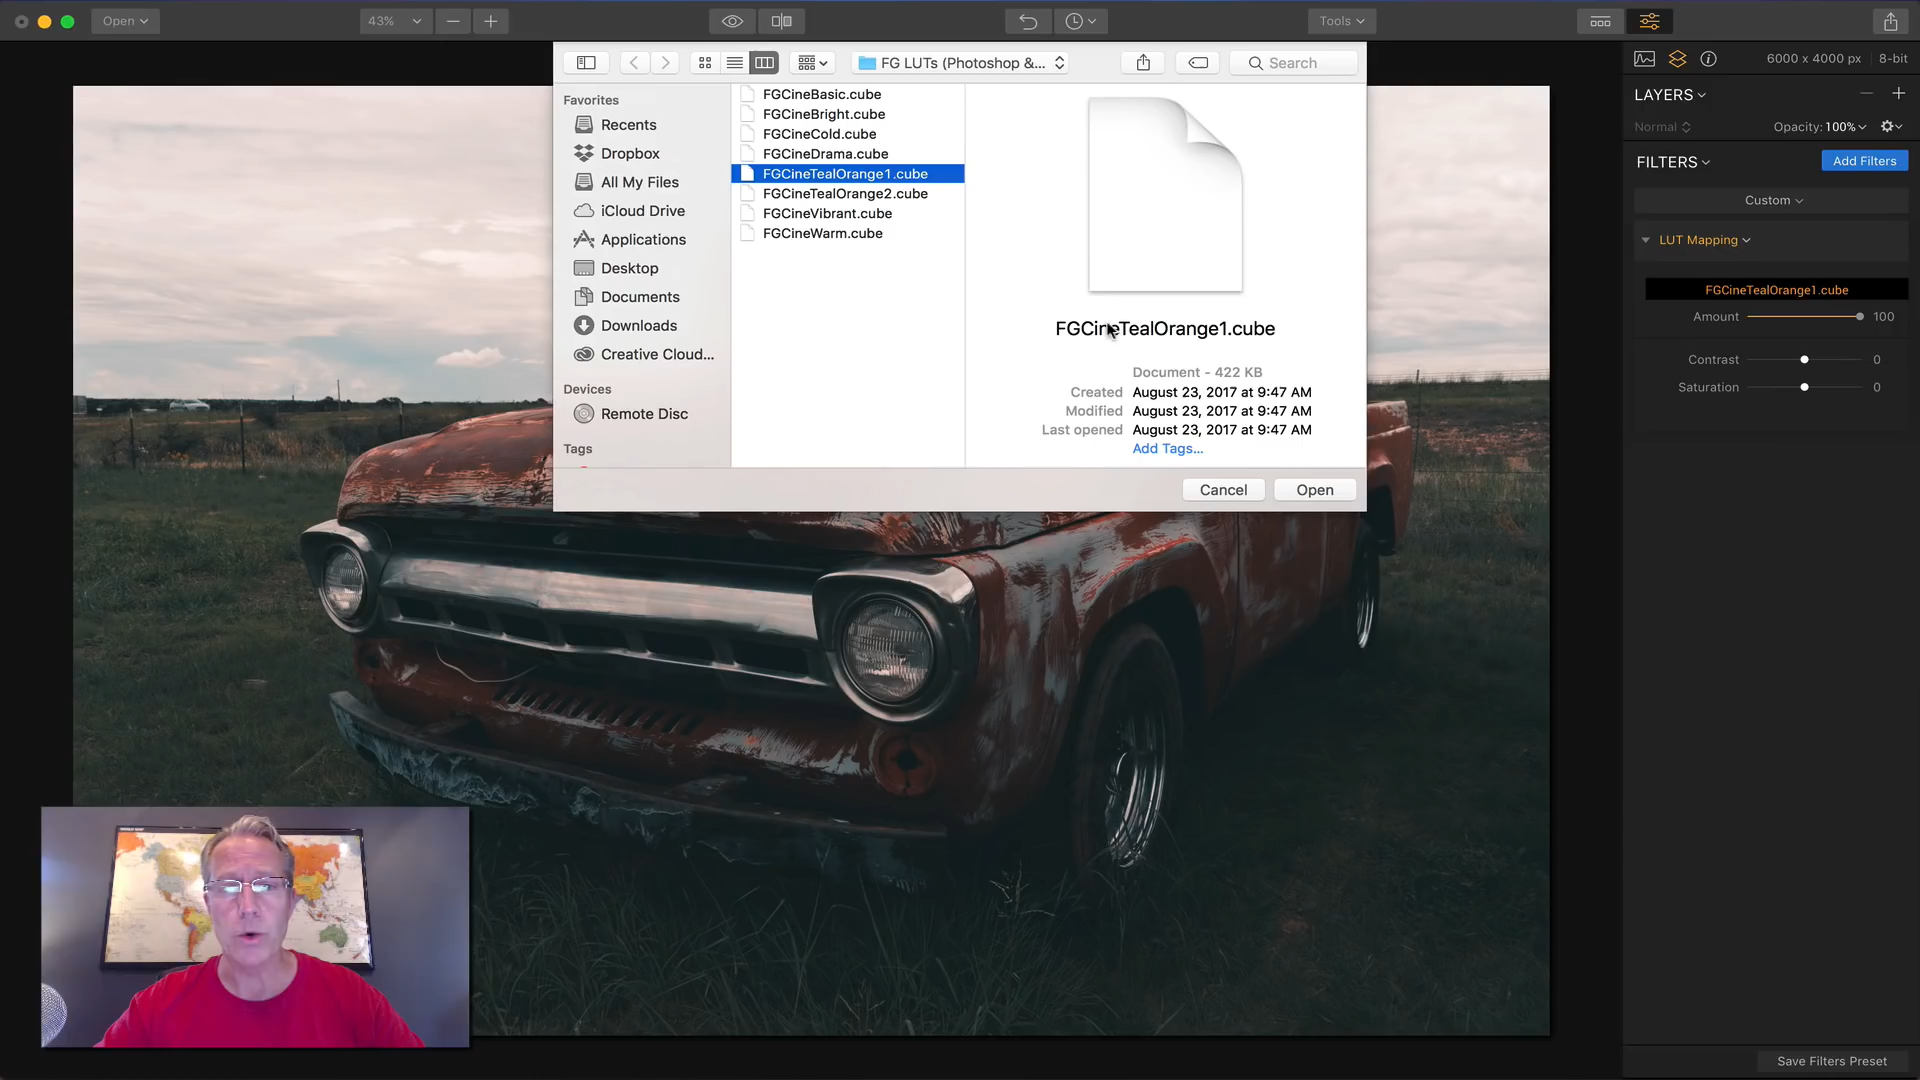 Open
43%
Tools
6000 x 4000 px
8-bit
FG LUTs (Photoshop &...
Search
Favorites
Recents
Dropbox
All My Files
iCloud Drive
Applications
Desktop
Documents
Downloads
Creative Cloud...
Devices
Remote Disc
Tags
FGCineBasic.cube
FGCineBright.cube
FGCineCold.cube
FGCineDrama.cube
FGCineTealOrange1.cube
FGCineTealOrange2.cube
FGCineVibrant.cube
FGCineWarm.cube
FGCineTealOrange1.cube
Document - 422 KB
Created August 23, 2017 at 9:47 AM
Modified August 23, 2017 at 9:47 AM
Last opened August 23, 2017 at 9:47 AM
Add Tags...
Cancel
Open
LAYERS
Normal
Opacity: 100%
FILTERS
Add Filters
Custom
LUT Mapping
FGCineTealOrange1.cube
Amount 100
Contrast 0
Saturation 0
Save Filters Preset